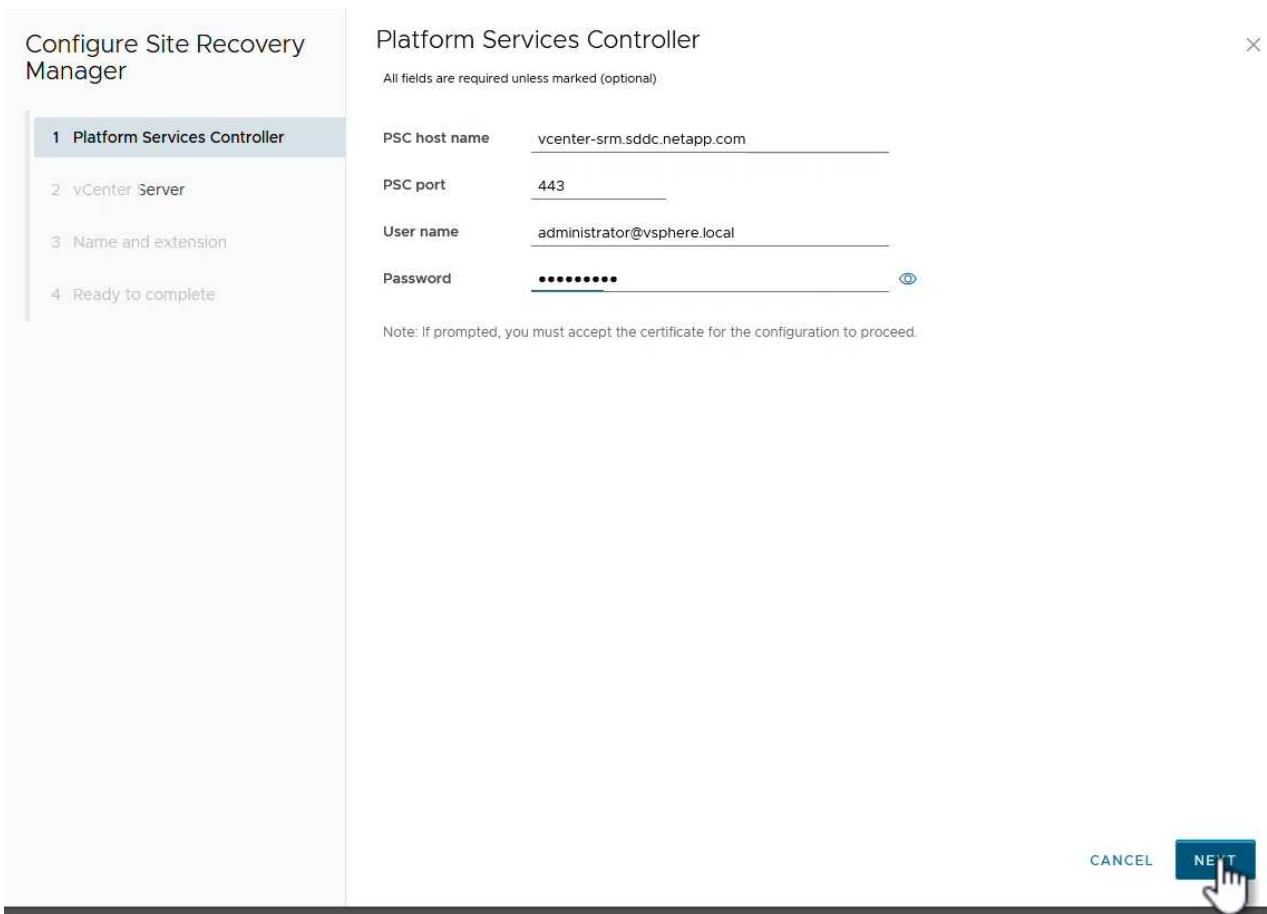 Configure Site Recovery
Manager
1 Platform Services Controller
2 vCenter Server
3 Name and extension
4 Ready to complete
Platform Services Controller
All fields are required unless marked (optional)
PSC host name vcenter-srm.sddc.netapp.com
PSC port 443
User name administrator@vsphere.local
Password •••••••••
Note: If prompted, you must accept the certificate for the configuration to proceed.
CANCEL NEXT